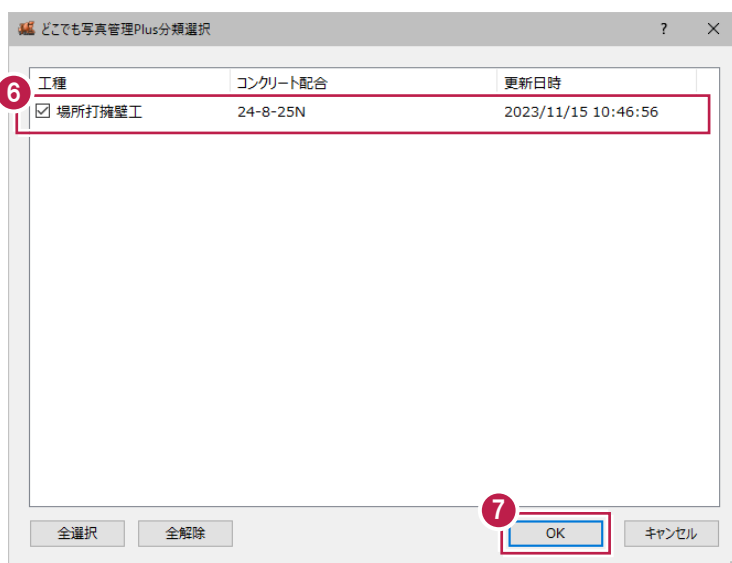 どこでも写真管理Plus分類選択 ?
工種 コンクリート配合 更新日時
6
場所打擁壁工 24-8-25N 2023/11/15 10:46:56
7
全選択 全解除 OK キャンセル